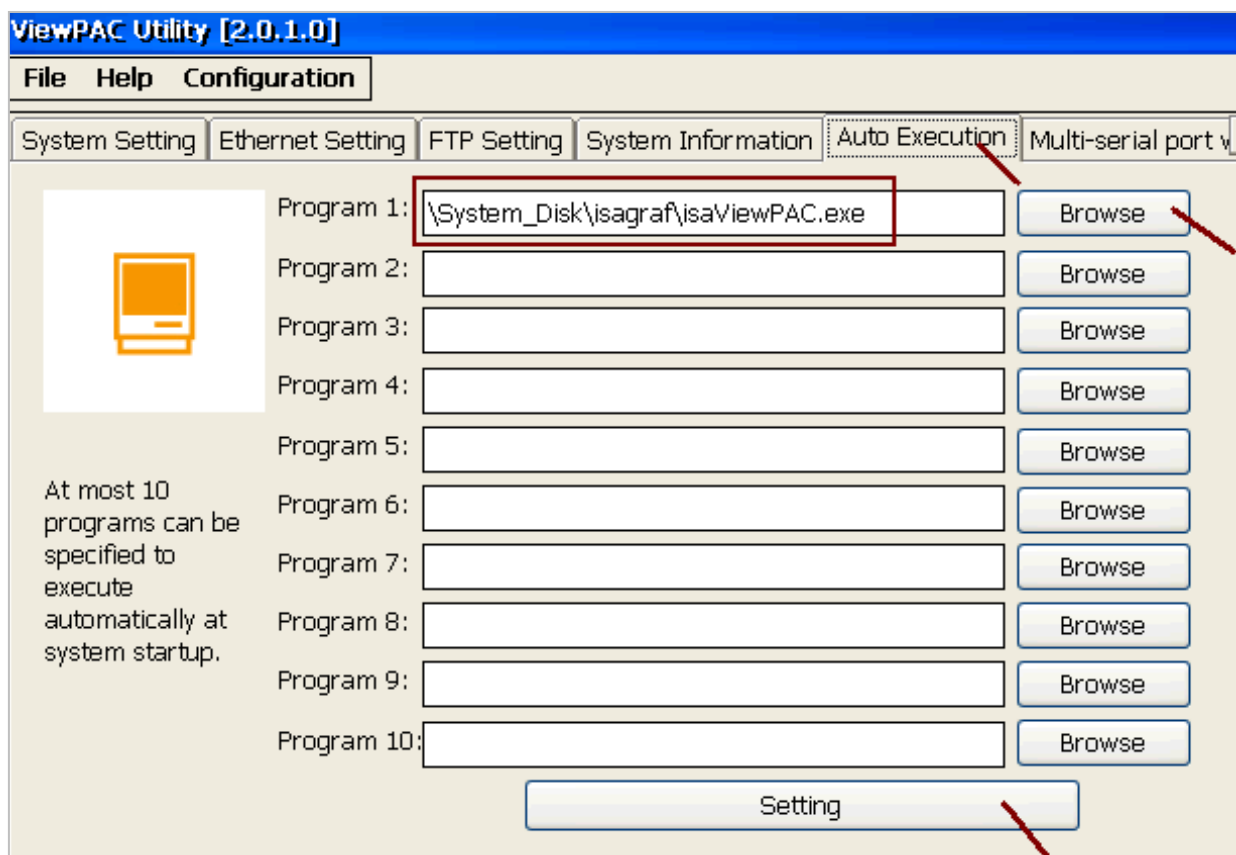 ViewPAC Utility [2.0.1.0]
File Help Configuration
System Setting Ethernet Setting FTP Setting System Information Auto Execution Multi-serial port
Program 1: \System_Disk\isagraf\isaViewPAC.exe Browse
Program 2: Browse
Program 3: Browse
Program 4: Browse
Program 5: Browse
Program 6: Browse
Program 7: Browse
Program 8: Browse
Program 9: Browse
Program 10: Browse
At most 10
programs can be
specified to
execute
automatically at
system startup.
Setting